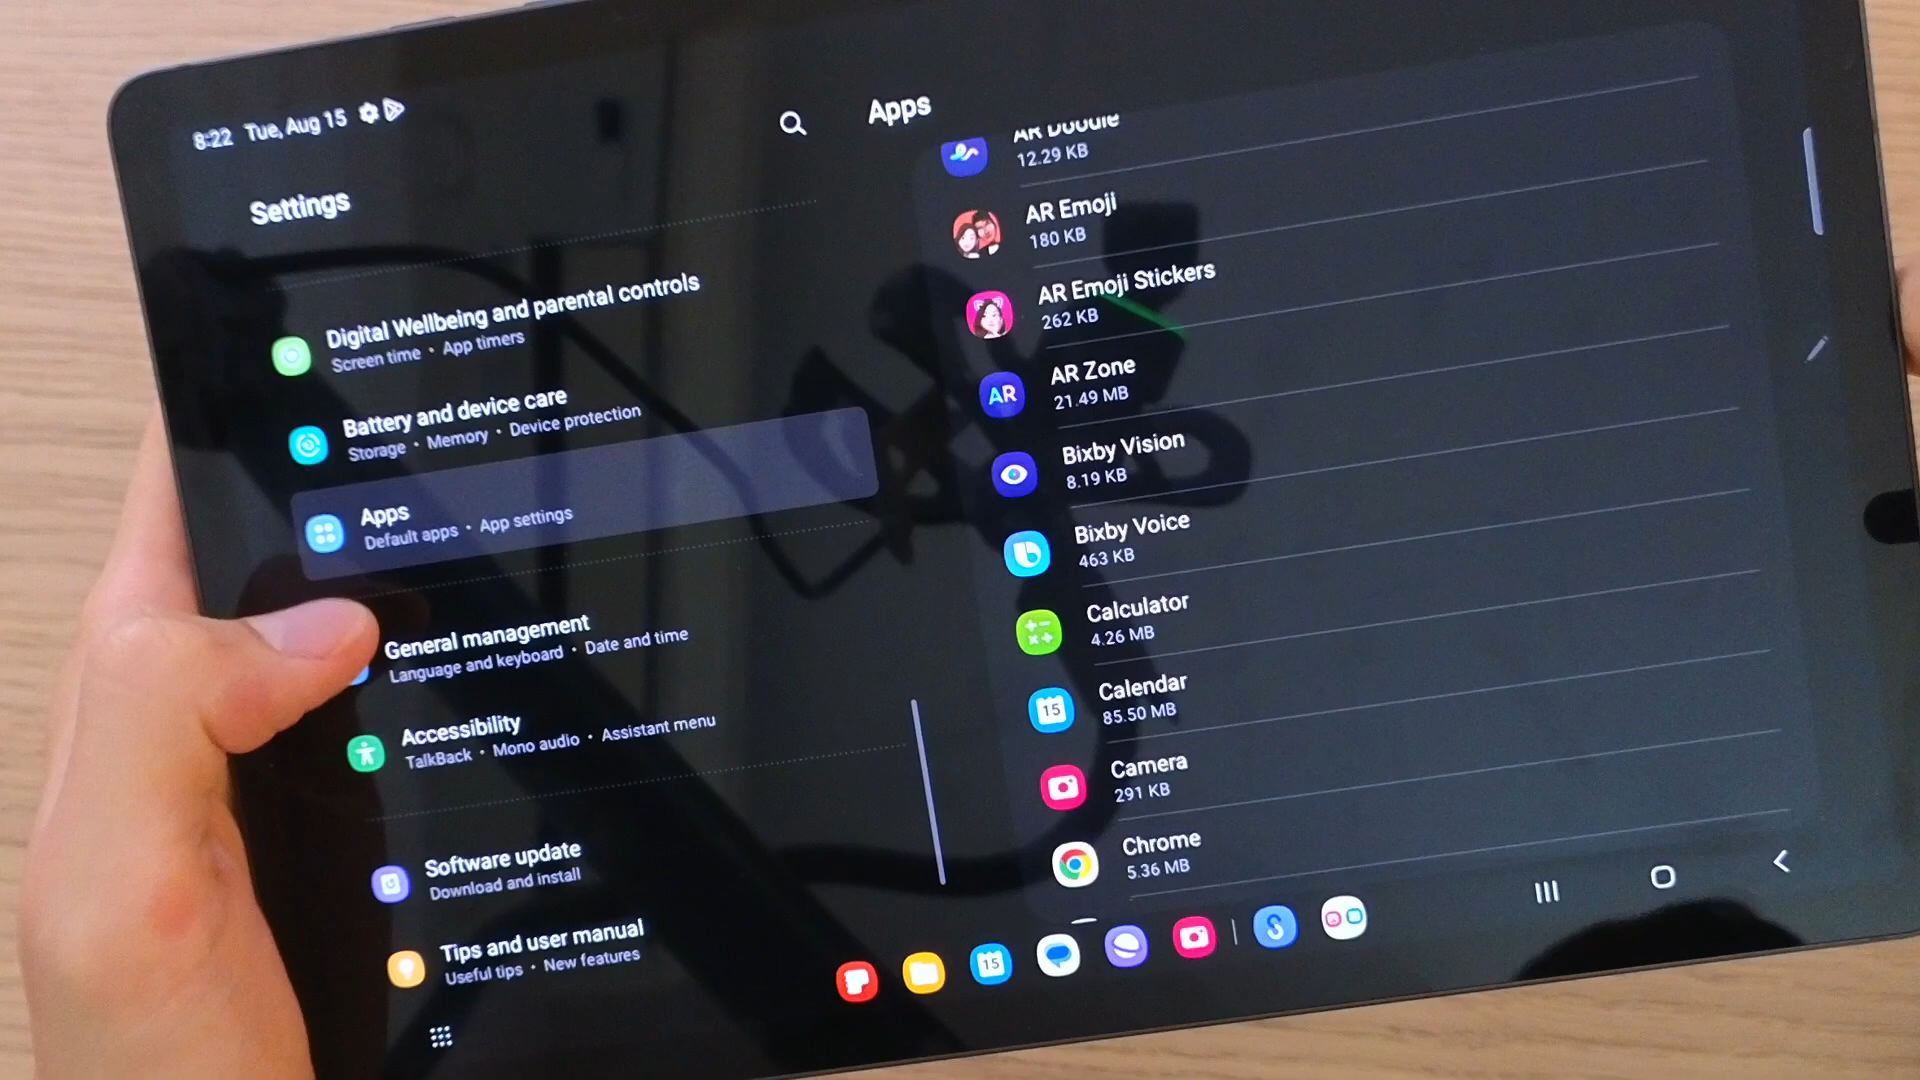 8:22 Tue, Aug 15
Settings
Digital Wellbeing and parental controls
Screen time • App timers
Battery and device care
Storage • Memory • Device protection
Apps
Default apps • App settings
General management
Language and keyboard • Date and time
Accessibility
TalkBack • Mono audio • Assistant menu
Software update
Download and install
Tips and user manual
Useful tips • New features
Apps
AR Doodle
12.29 KB
AR Emoji
180 KB
AR Emoji Stickers
262 KB
AR
AR Zone
21.49 MB
Bixby Vision
8.19 KB
Bixby Voice
463 KB
Calculator
4.26 MB
15
Calendar
85.50 MB
Camera
291 KB
Chrome
5.36 MB
15